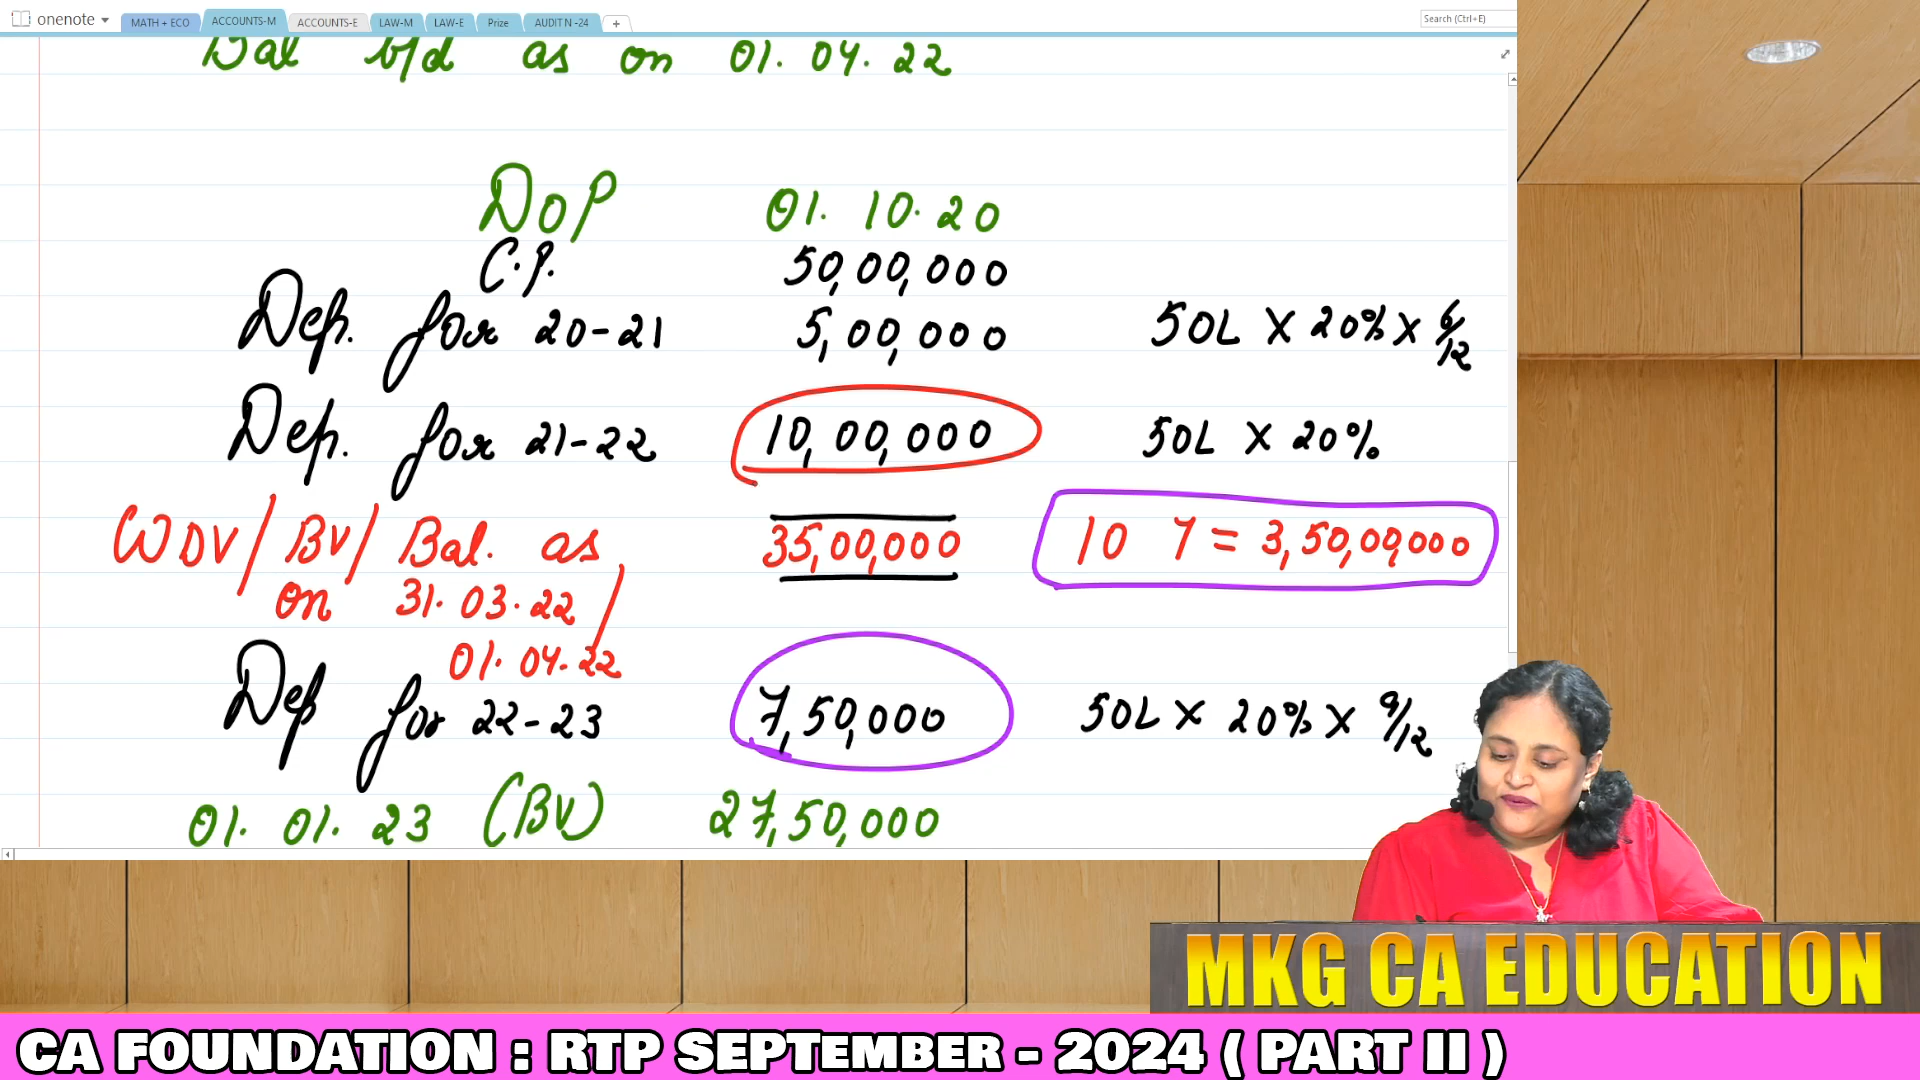 onenote MATH + ECO ACCOUNTS-M ACCOUNTS-E LAW-M LAW-E Prize AUDIT N -24 + Search (Ctrl+E)
Bal b/d as on 01.04.22
DOP 01.10.20
C.P. 50,00,000
Dep. for 20-21 5,00,000 50L X 20% X 6/12
Dep. for 21-22 10,00,000 50L X 20%
WDV/BV/Bal. as 35,00,000 10 7 = 3,50,00,000
on 31.03.22/
01.04.22
Dep for 22-23 7,50,000 50L X 20% X 9/12
01.01.23 (BV) 27,50,000
MKG CA EDUCATION
CA FOUNDATION : RTP SEPTEMBER - 2024 ( PART II )